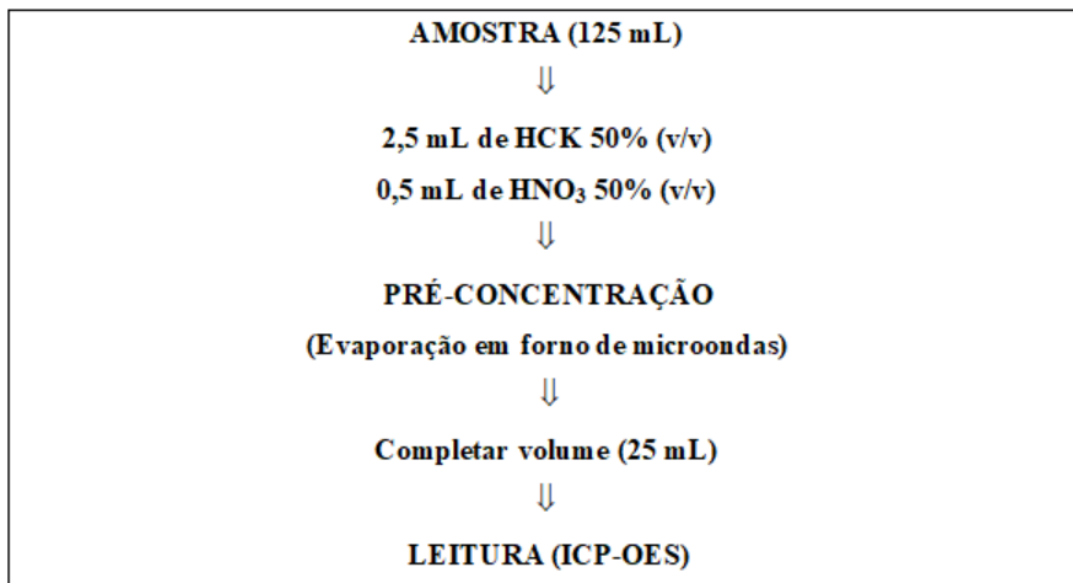 AMOSTRA (125 mL)
⇓
2,5 mL de HCK 50% (v/v)
0,5 mL de HNO₃ 50% (v/v)
⇓
PRÉ-CONCENTRAÇÃO
(Evaporação em forno de microondas)
⇓
Completar volume (25 mL)
⇓
LEITURA (ICP-OES)